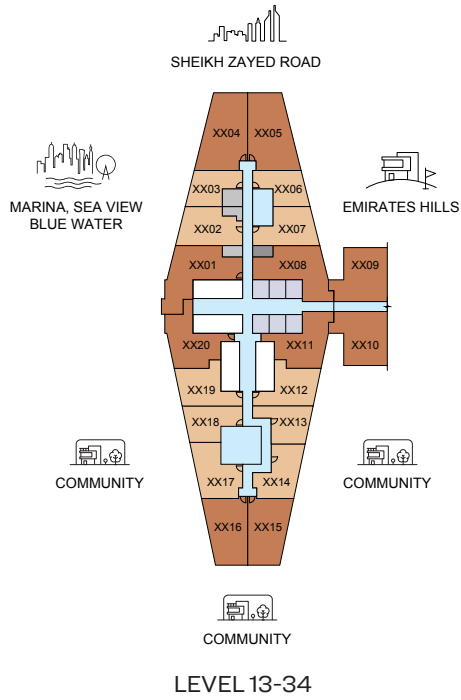 SHEIKH ZAYED ROAD
XX04
XX05
MARINA, SEA VIEW
BLUE WATER
XX03
XX06
EMIRATES HILLS
XX02
XX07
XX01
XX08
XX09
XX20
XX11
XX10
XX19
XX12
XX18
XX13
COMMUNITY
COMMUNITY
XX17
XX14
XX16
XX15
COMMUNITY
LEVEL 13-34